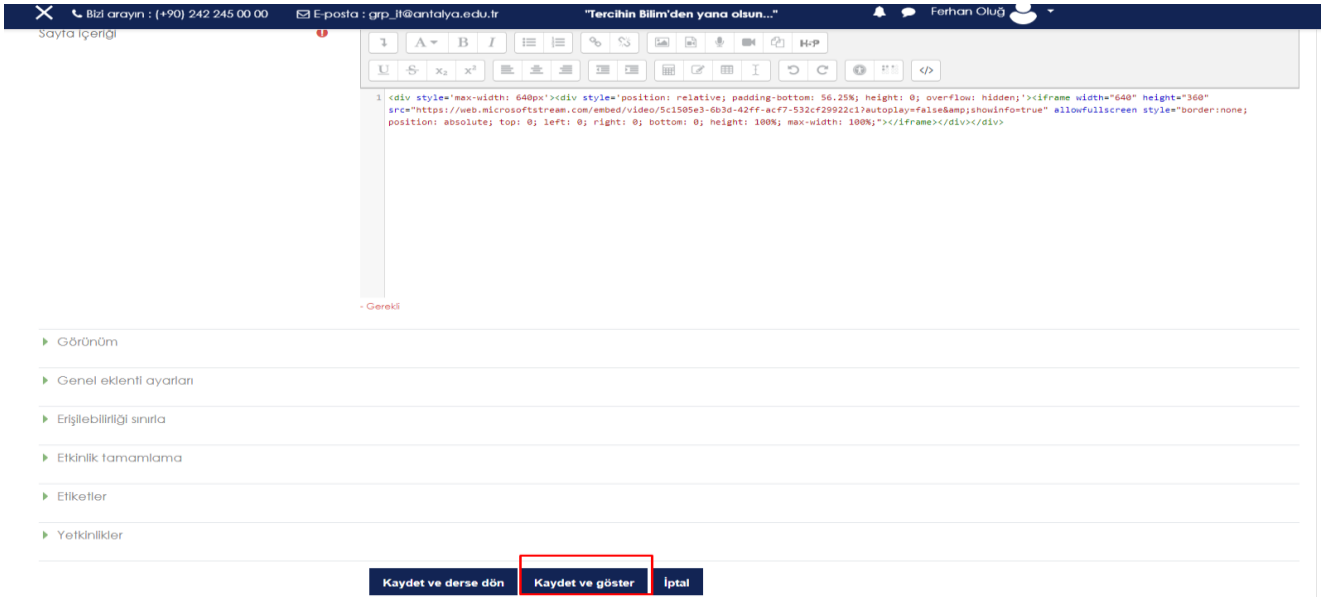 Bizi arayın : (+90) 242 245 00 00 E-posta : grp_it@antalya.edu.tr "Tercihin Bilim'den yana olsun..." Ferhan Oluğ
Sayfa içeriği
A B I H-P
U S x₂ x² </>
1 <div style='max-width: 640px'><div style='position: relative; padding-bottom: 56.25%; height: 0; overflow: hidden;'><iframe width="640" height="360"
src="https://web.microsoftstream.com/embed/video/5c1505e3-6b3d-42ff-acf7-532cf29922c1?autoplay=false&amp;showinfo=true" allowfullscreen style="border:none;
position: absolute; top: 0; left: 0; right: 0; bottom: 0; height: 100%; max-width: 100%;"></iframe></div></div>
- Gerekli
Görünüm
Genel eklenti ayarları
Erişilebilirliği sınırla
Etkinlik tamamlama
Etiketler
Yetkinlikler
Kaydet ve derse dön Kaydet ve göster İptal